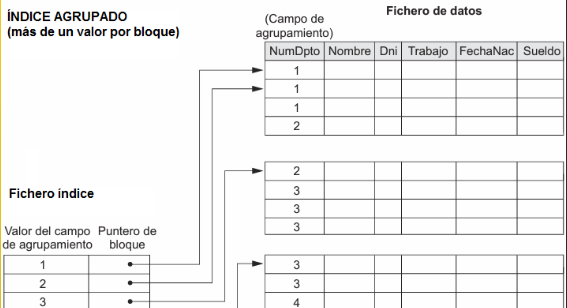 ÍNDICE AGRUPADO
(más de un valor por bloque)
Fichero de datos
(Campo de
agrupamiento)
NumDpto Nombre Dni Trabajo FechaNac Sueldo
1
1
1
2
2
3
3
3
3
3
4
Fichero índice
Valor del campo
de agrupamiento
Puntero de
bloque
1
2
3